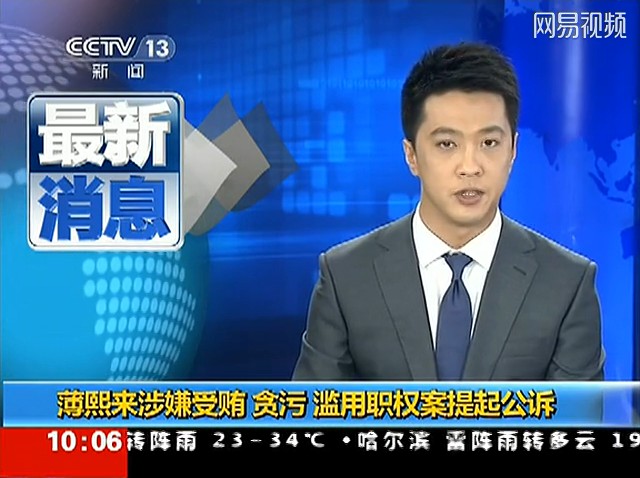 CCTV 13
新闻
网易视频
最新
消息
薄熙来涉嫌受贿 贪污 滥用职权案提起公诉
10:06
转阵雨 23-34℃ ·哈尔滨 雷阵雨转多云 19